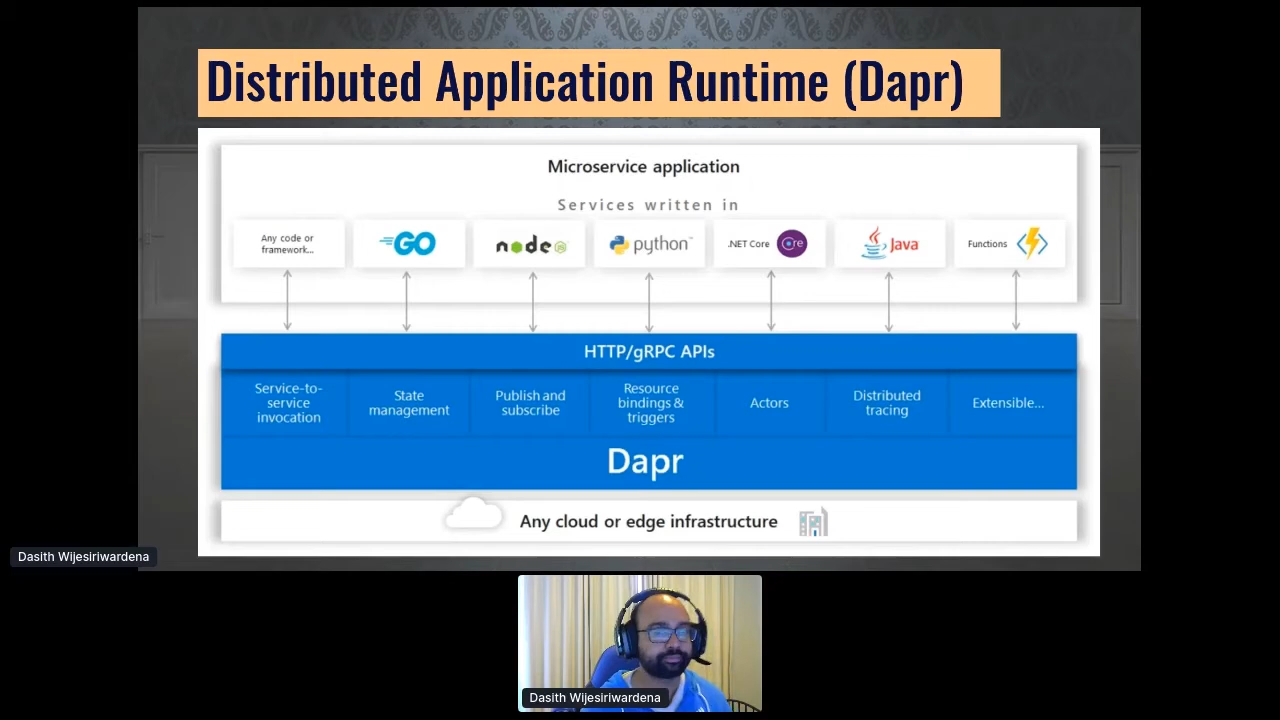 Distributed Application Runtime (Dapr)
Microservice application
Services written in
Any code or
framework...
GO
node
python
.NET Core
Core
Java
Functions
HTTP/gRPC APIs
Service-to-
service
invocation
State
management
Publish and
subscribe
Resource
bindings &
triggers
Actors
Distributed
tracing
Extensible...
Dapr
Any cloud or edge infrastructure
Dasith Wijesiriwardena
Dasith Wijesiriwardena